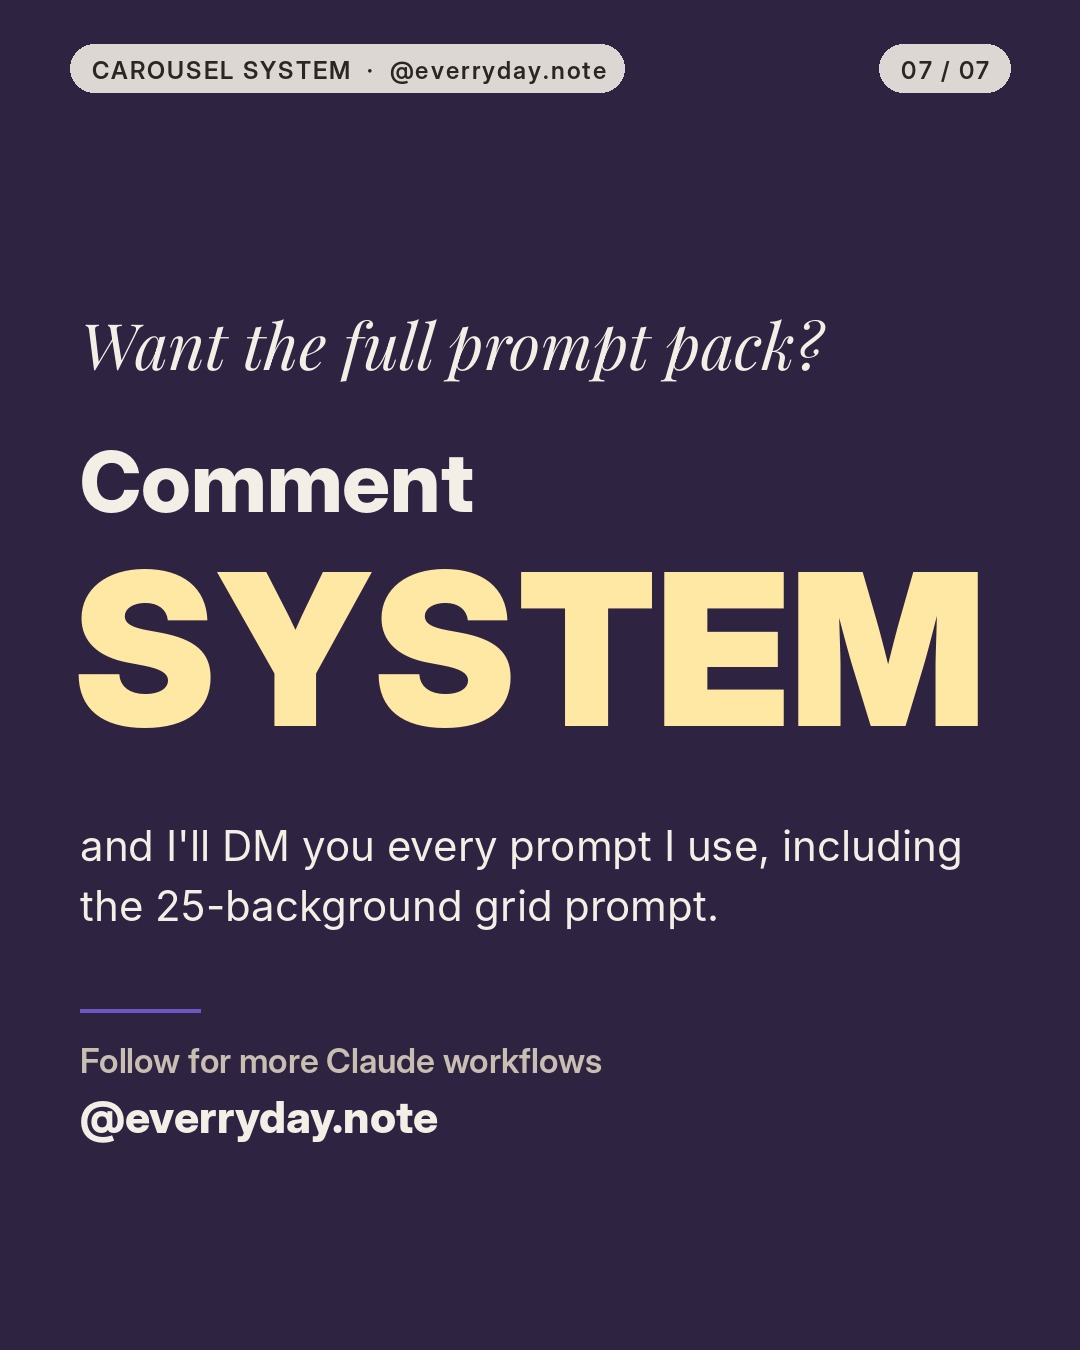 CAROUSEL SYSTEM · @everryday.note
07 / 07
Want the full prompt pack?
Comment
SYSTEM
and I'll DM you every prompt I use, including
the 25-background grid prompt.
Follow for more Claude workflows
@everryday.note